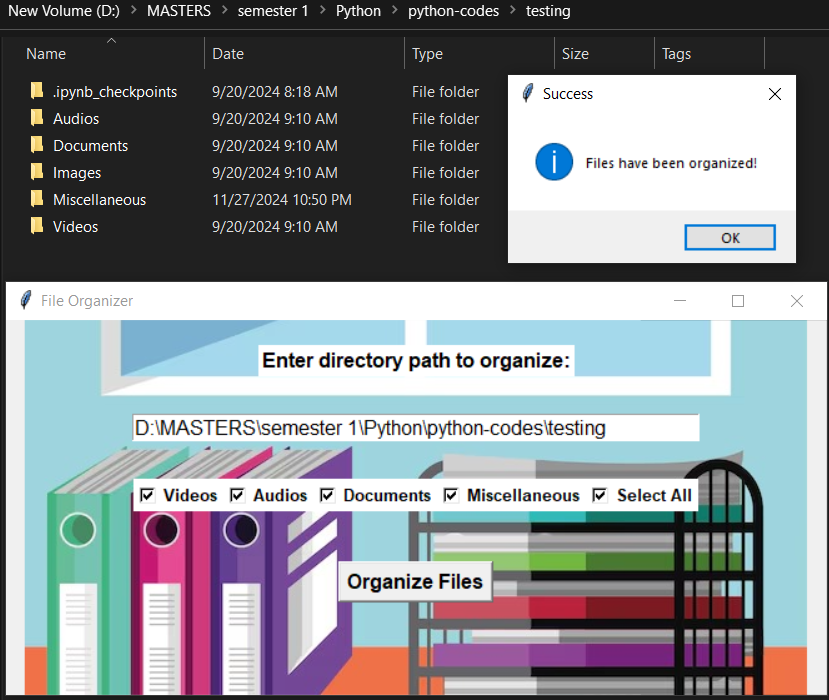 New Volume (D:) > MASTERS > semester 1 > Python > python-codes > testing
Name Date Type Size Tags
.ipynb_checkpoints 9/20/2024 8:18 AM File folder
Audios 9/20/2024 9:10 AM File folder
Documents 9/20/2024 9:10 AM File folder
Images 9/20/2024 9:10 AM File folder
Miscellaneous 11/27/2024 10:50 PM File folder
Videos 9/20/2024 9:10 AM File folder
Success
Files have been organized!
OK
File Organizer
Enter directory path to organize:
D:\MASTERS\semester 1\Python\python-codes\testing
Videos Audios Documents Miscellaneous Select All
Organize Files